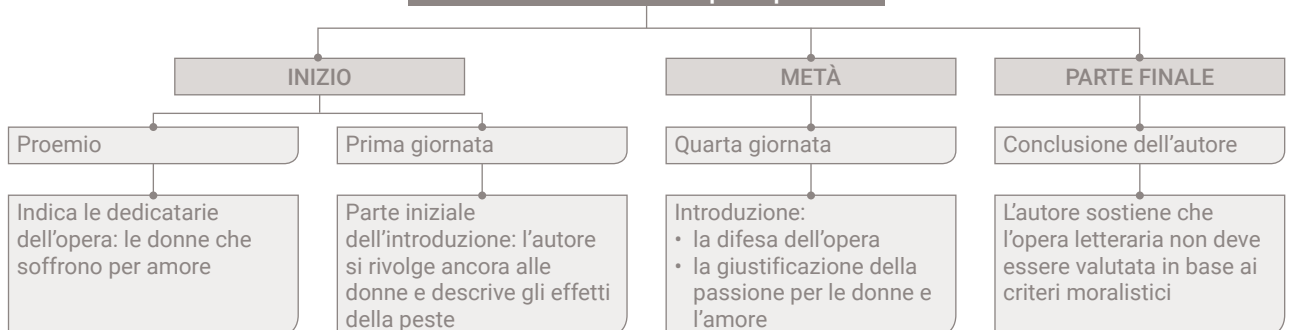 INIZIO
METÀ
PARTE FINALE
Proemio
Prima giornata
Quarta giornata
Conclusione dell'autore
Indica le dedicatarie
dell'opera: le donne che
soffrono per amore
Parte iniziale
dell'introduzione: l'autore
si rivolge ancora alle
donne e descrive gli effetti
della peste
Introduzione:
• la difesa dell'opera
• la giustificazione della
passione per le donne e
l'amore
L'autore sostiene che
l'opera letteraria non deve
essere valutata in base ai
criteri moralistici